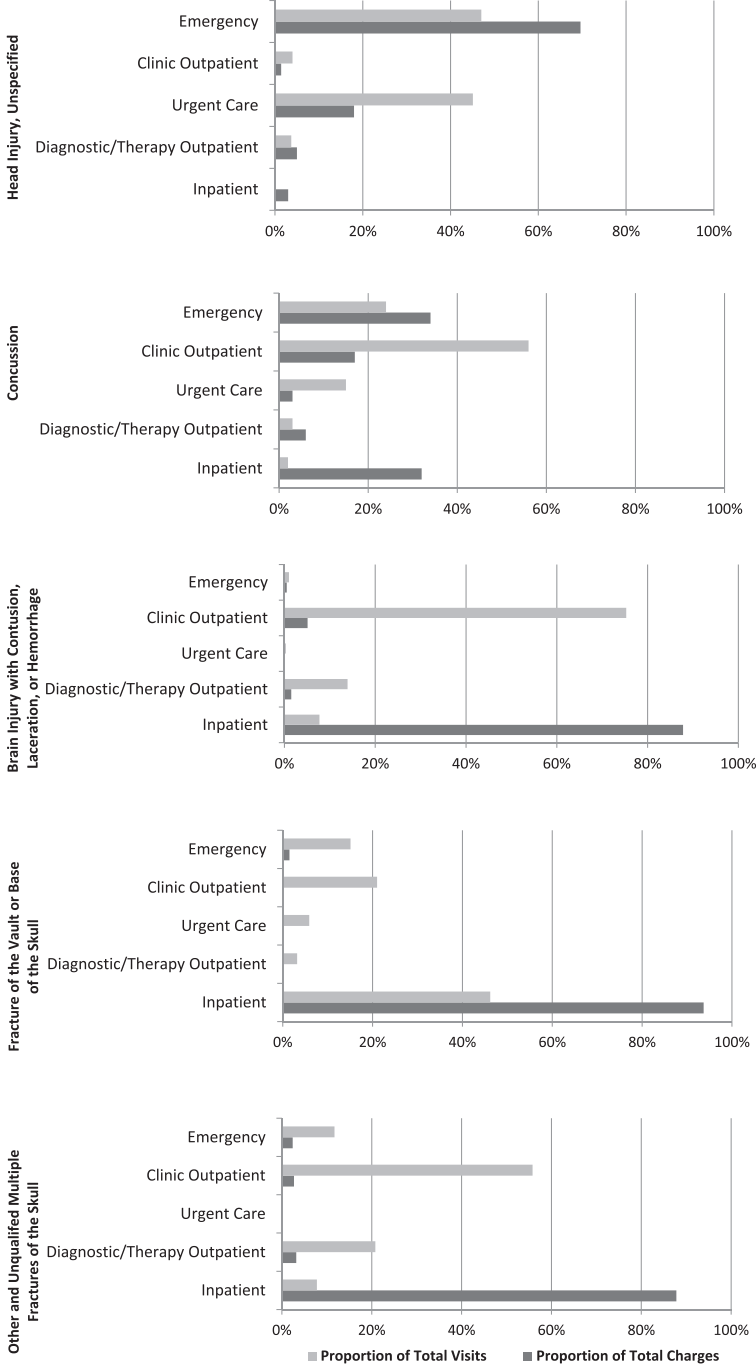 Head Injury, Unspecified
Emergency
Clinic Outpatient
Urgent Care
Diagnostic/Therapy Outpatient
Inpatient
0% 20% 40% 60% 80% 100%
Concussion
Emergency
Clinic Outpatient
Urgent Care
Diagnostic/Therapy Outpatient
Inpatient
0% 20% 40% 60% 80% 100%
Brain Injury with Contusion,
Laceration, or Hemorrhage
Emergency
Clinic Outpatient
Urgent Care
Diagnostic/Therapy Outpatient
Inpatient
0% 20% 40% 60% 80% 100%
Fracture of the Vault or Base
of the Skull
Emergency
Clinic Outpatient
Urgent Care
Diagnostic/Therapy Outpatient
Inpatient
0% 20% 40% 60% 80% 100%
Other and Unqualifed Multiple
Fractures of the Skull
Emergency
Clinic Outpatient
Urgent Care
Diagnostic/Therapy Outpatient
Inpatient
0% 20% 40% 60% 80% 100%
Proportion of Total Visits Proportion of Total Charges